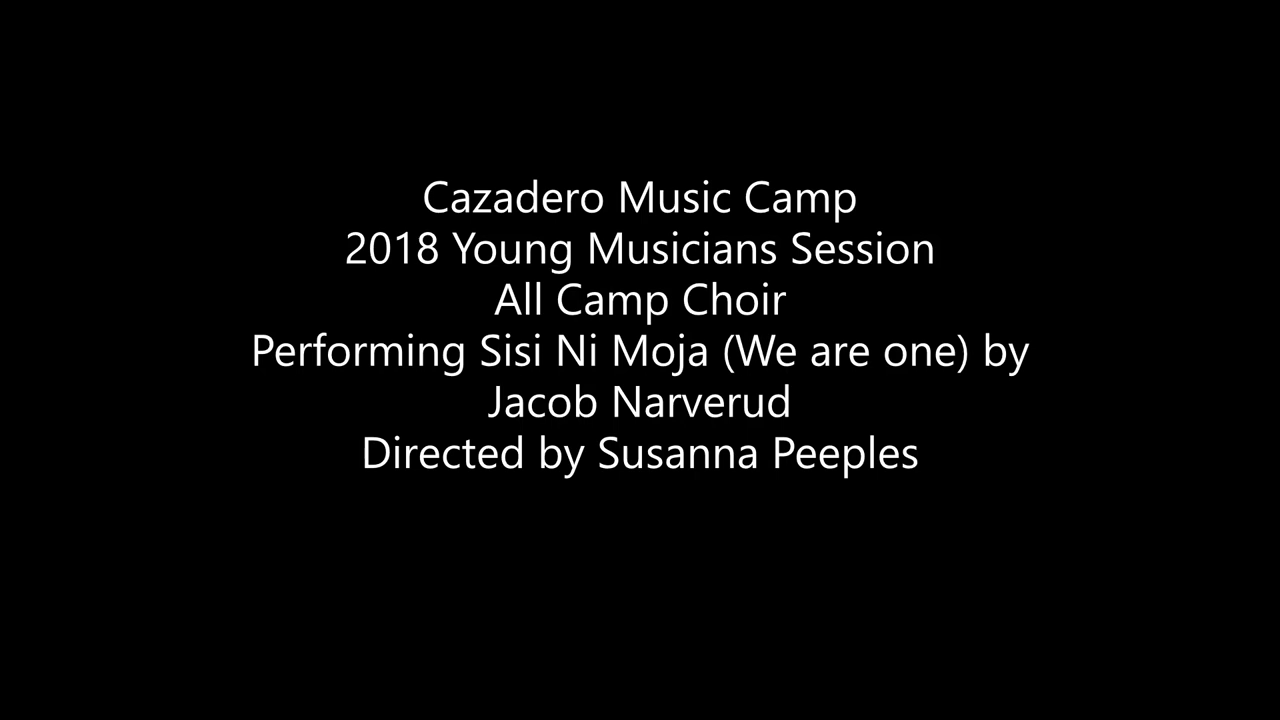 Cazadero Music Camp
2018 Young Musicians Session
All Camp Choir
Performing Sisi Ni Moja (We are one) by
Jacob Narverud
Directed by Susanna Peeples